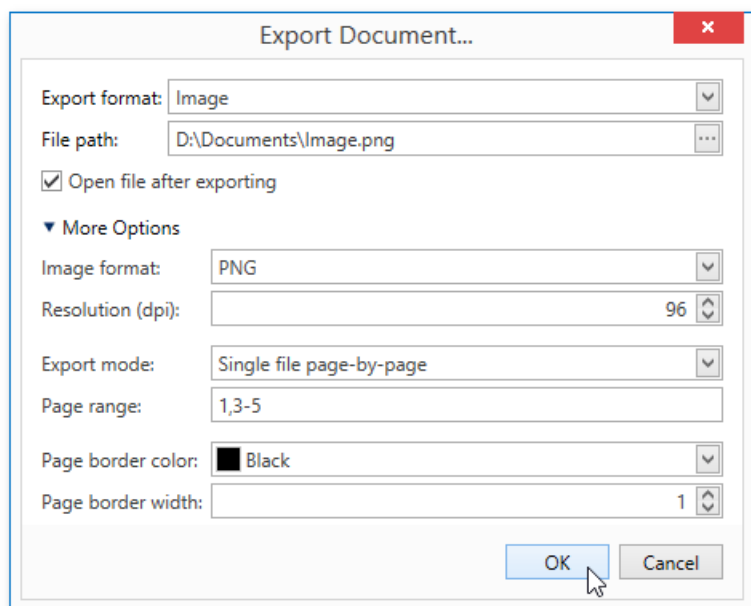 Export Document...
Export format: Image
File path: D:\Documents\Image.png
Open file after exporting
More Options
Image format: PNG
Resolution (dpi): 96
Export mode: Single file page-by-page
Page range: 1,3-5
Page border color: Black
Page border width: 1
OK Cancel